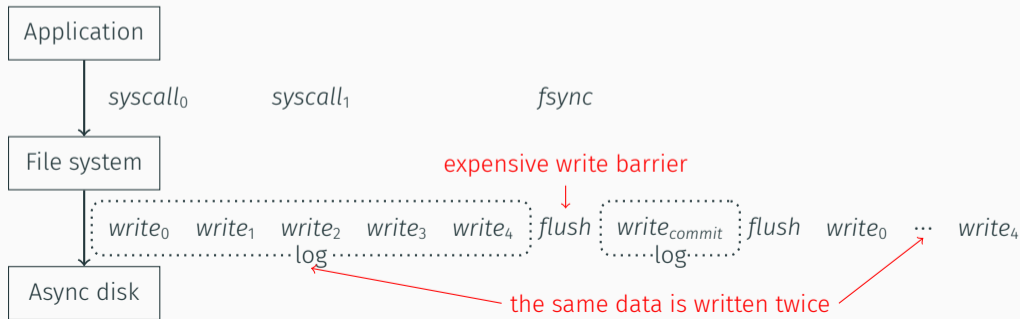 Application
syscall₀ syscall₁ fsync
File system
expensive write barrier
write₀ write₁ write₂ write₃ write₄ flush write_commit flush write₀ ... write₄
log log
Async disk
the same data is written twice